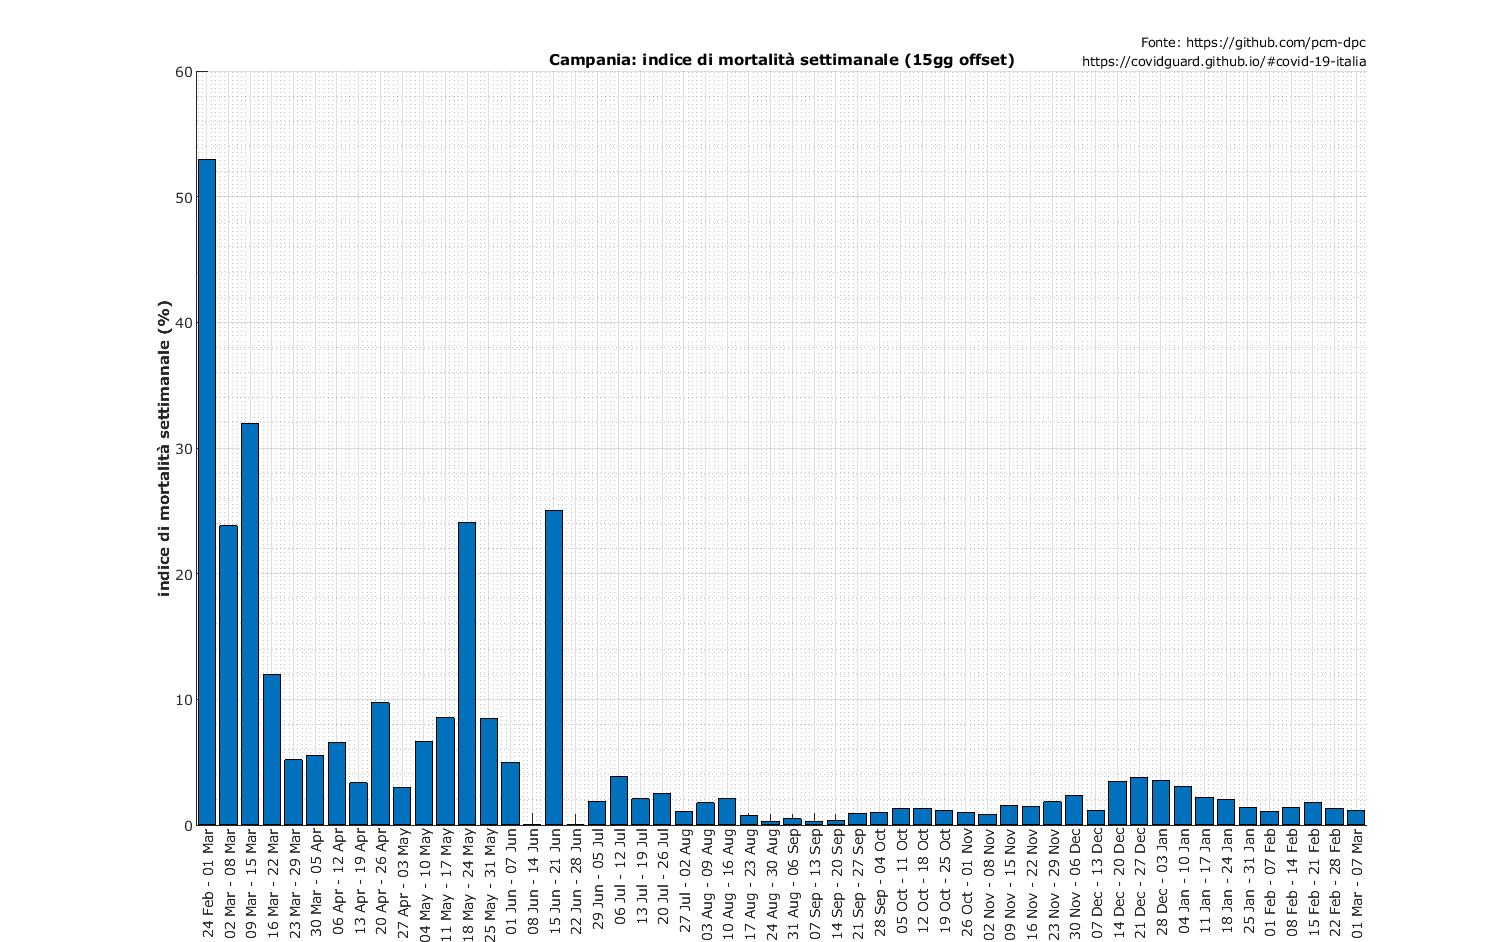 Fonte: https://github.com/pcm-dpc
Campania: indice di mortalità settimanale (15gg offset)
https://covidguard.github.io/#covid-19-italia
indice di mortalità settimanale (%)
60
50
40
30
20
10
0
24 Feb - 01 Mar
02 Mar - 08 Mar
09 Mar - 15 Mar
16 Mar - 22 Mar
23 Mar - 29 Mar
30 Mar - 05 Apr
06 Apr - 12 Apr
13 Apr - 19 Apr
20 Apr - 26 Apr
27 Apr - 03 May
04 May - 10 May
11 May - 17 May
18 May - 24 May
25 May - 31 May
01 Jun - 07 Jun
08 Jun - 14 Jun
15 Jun - 21 Jun
22 Jun - 28 Jun
29 Jun - 05 Jul
06 Jul - 12 Jul
13 Jul - 19 Jul
20 Jul - 26 Jul
27 Jul - 02 Aug
03 Aug - 09 Aug
10 Aug - 16 Aug
17 Aug - 23 Aug
24 Aug - 30 Aug
31 Aug - 06 Sep
07 Sep - 13 Sep
14 Sep - 20 Sep
21 Sep - 27 Sep
28 Sep - 04 Oct
05 Oct - 11 Oct
12 Oct - 18 Oct
19 Oct - 25 Oct
26 Oct - 01 Nov
02 Nov - 08 Nov
09 Nov - 15 Nov
16 Nov - 22 Nov
23 Nov - 29 Nov
30 Nov - 06 Dec
07 Dec - 13 Dec
14 Dec - 20 Dec
21 Dec - 27 Dec
28 Dec - 03 Jan
04 Jan - 10 Jan
11 Jan - 17 Jan
18 Jan - 24 Jan
25 Jan - 31 Jan
01 Feb - 07 Feb
08 Feb - 14 Feb
15 Feb - 21 Feb
22 Feb - 28 Feb
01 Mar - 07 Mar